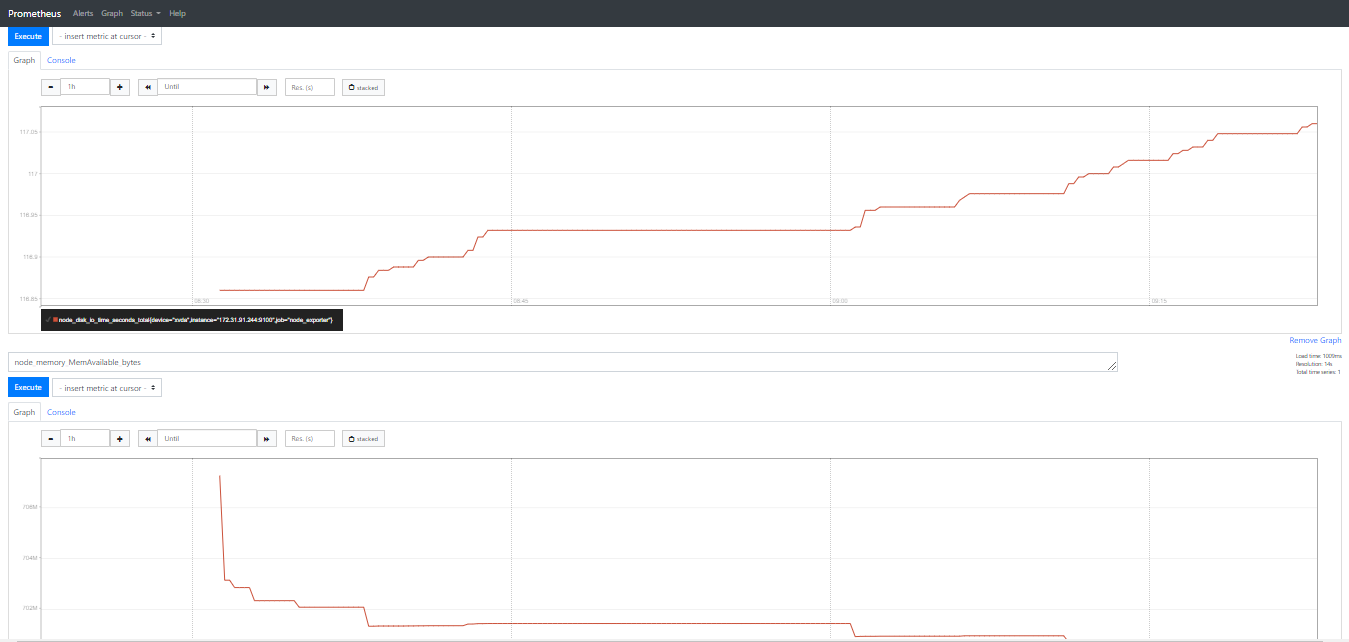 Prometheus Alerts Graph Status Help
Execute - insert metric at cursor -
Graph Console
1h Until Res. (s) stacked
117.05
117
116.95
116.9
116.85
08:30 08:45 09:00 09:15
node_disk_io_time_seconds_total{device="xvda",instance="172.31.91.244:9100",job="node_exporter"}
Remove Graph
node_memory_MemAvailable_bytes
Load time: 1009ms
Resolution: 14s
Total time series: 1
Execute - insert metric at cursor -
Graph Console
1h Until Res. (s) stacked
706M
704M
702M